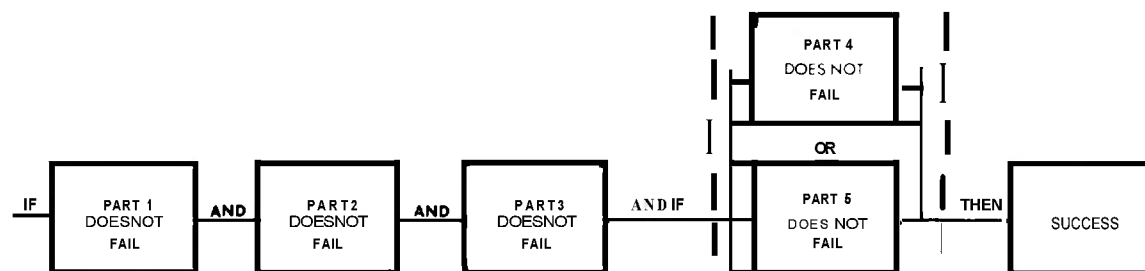 IF
PART 1
DOESNOT
FAIL
AND
PART2
DOESNOT
FAIL
AND
PART3
DOESNOT
FAIL
AND IF
PART 4
DOES NOT
FAIL
OR
PART 5
DOES NOT
FAIL
THEN
SUCCESS